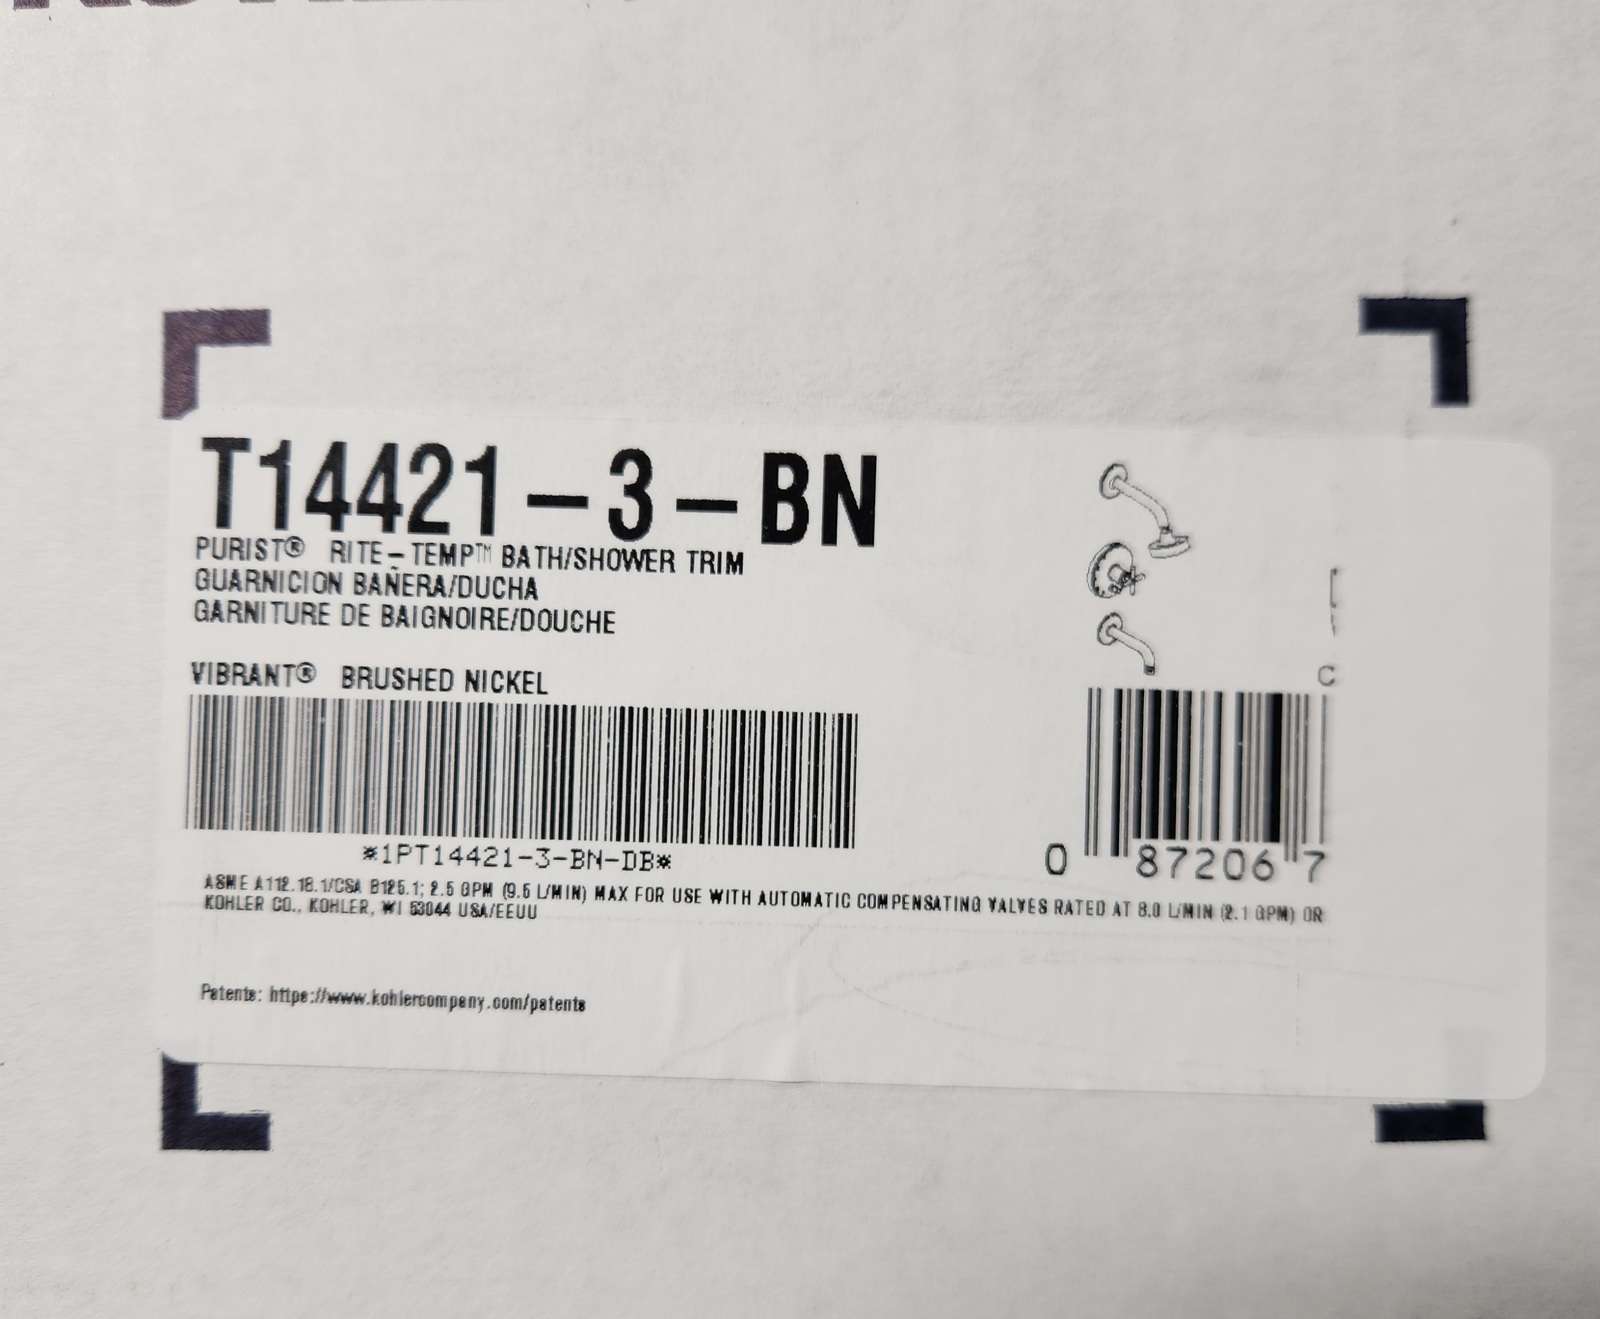 T14421-3-BN
PURIST® RITE-TEMP™ BATH/SHOWER TRIM
GUARNICION BAÑERA/DUCHA
GARNITURE DE BAIGNOIRE/DOUCHE
VIBRANT® BRUSHED NICKEL
*1PT14421-3-BN-DB*
0 87206 7
ASME A112.18.1/CSA B125.1; 2.5 GPM (9.5 L/MIN) MAX FOR USE WITH AUTOMATIC COMPENSATING VALVES RATED AT 8.0 L/MIN (2.1 GPM) OR
KOHLER CO., KOHLER, WI 53044 USA/EEUU
Patents: https://www.kohlercompany.com/patents